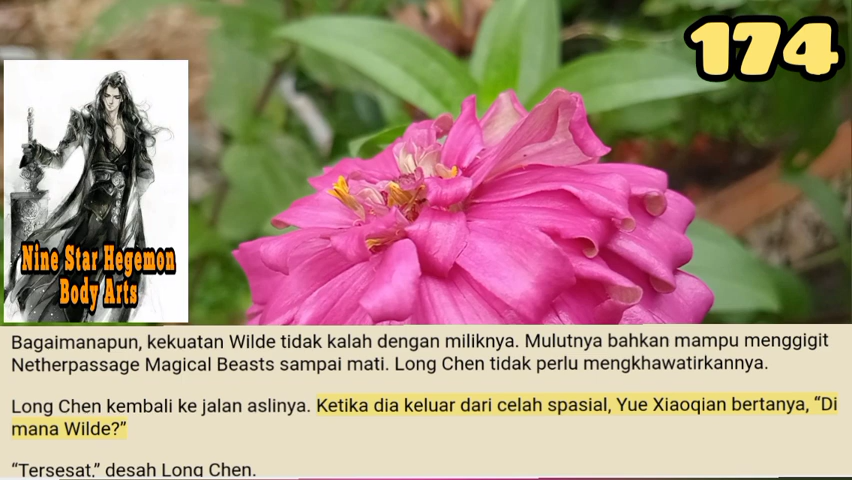 174
Nine Star Hegemon
Body Arts
Bagaimanapun, kekuatan Wilde tidak kalah dengan miliknya. Mulutnya bahkan mampu menggigit
Netherpassage Magical Beasts sampai mati. Long Chen tidak perlu mengkhawatirkannya.
Long Chen kembali ke jalan aslinya. Ketika dia keluar dari celah spasial, Yue Xiaoqian bertanya, “Di
mana Wilde?”
“Tersesat,” desah Long Chen.